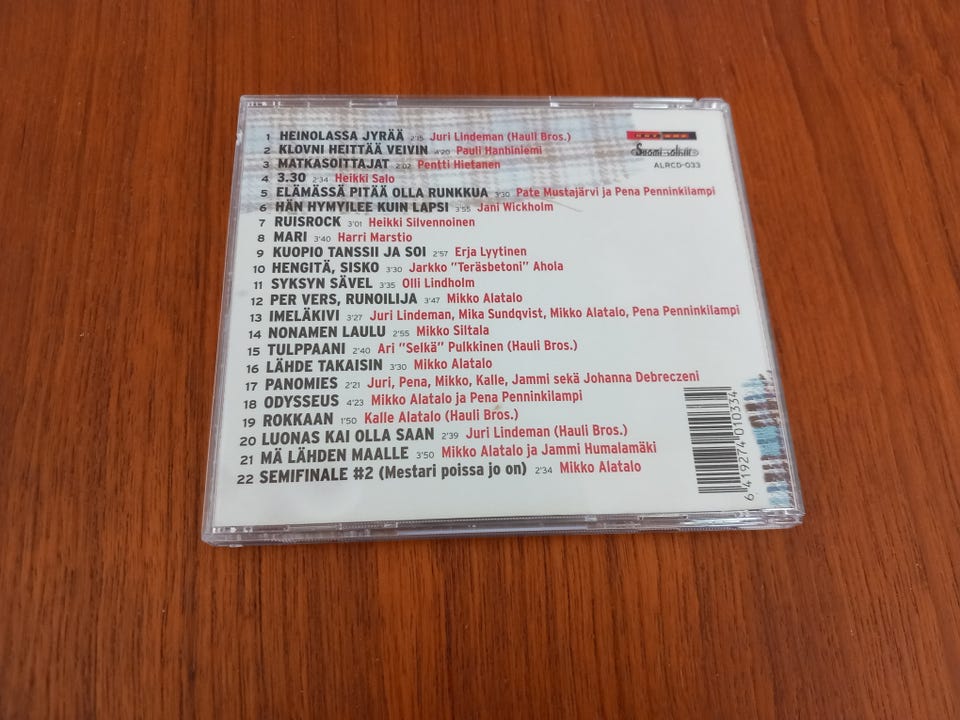 1 HEINOLASSA JYRÄÄ 2'15 Juri Lindeman (Hauli Bros.)
2 KLOVNI HEITTÄÄ VEIVIN 4'20 Pauli Hanhiniemi
3 MATKASOITTAJAT 2'02 Pentti Hietanen
4 3.30 2'34 Heikki Salo
5 ELÄMÄSSÄ PITÄÄ OLLA RUNKKUA 3'30 Pate Mustajärvi ja Pena Penninkilampi
6 HÄN HYMYILEE KUIN LAPSI 3'55 Jani Wickholm
7 RUISROCK 3'01 Heikki Silvennoinen
8 MARI 3'40 Harri Marstio
9 KUOPIO TANSSII JA SOI 2'57 Erja Lyytinen
10 HENGITÄ, SISKO 3'30 Jarkko "Teräsbetoni" Ahola
11 SYKSYN SÄVEL 3'35 Olli Lindholm
12 PER VERS, RUNOILIJA 3'47 Mikko Alatalo
13 IMELÄKIVI 3'27 Juri Lindeman, Mika Sundqvist, Mikko Alatalo, Pena Penninkilampi
14 NONAMEN LAULU 2'55 Mikko Siltala
15 TULPPAANI 2'40 Ari "Selkä" Pulkkinen (Hauli Bros.)
16 LÄHDE TAKAISIN 3'30 Mikko Alatalo
17 PANOMIES 2'21 Juri, Pena, Mikko, Kalle, Jammi sekä Johanna Debreczeni
18 ODYSSEUS 4'23 Mikko Alatalo ja Pena Penninkilampi
19 ROKKAAN 1'50 Kalle Alatalo (Hauli Bros.)
20 LUONAS KAI OLLA SAAN 2'39 Juri Lindeman (Hauli Bros.)
21 MÄ LÄHDEN MAALLE 3'50 Mikko Alatalo ja Jammi Humalamäki
22 SEMIFINALE #2 (Mestari poissa jo on) 2'34 Mikko Alatalo
ALRCD-033
6 419274 010334